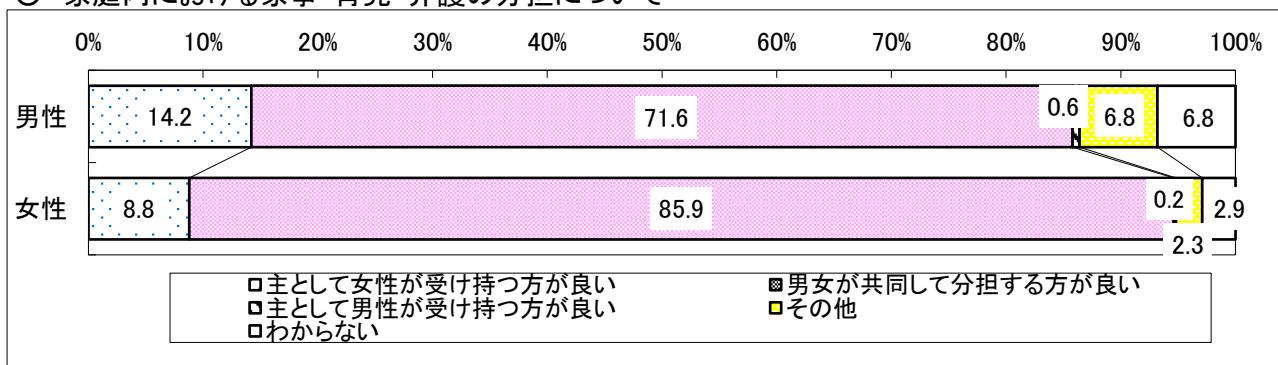 0% 10% 20% 30% 40% 50% 60% 70% 80% 90% 100%
男性 14.2 71.6 0.6 6.8 6.8
女性 8.8 85.9 0.2 2.3 2.9
主として女性が受け持つ方が良い 男女が共同して分担する方が良い
主として男性が受け持つ方が良い その他
わからない